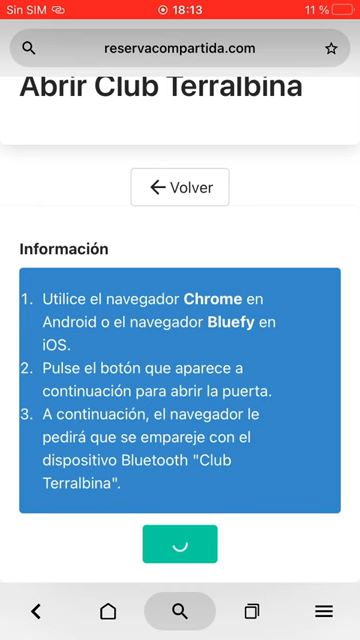 Sin SIM
18:13
11 %
reservacompartida.com
Abrir Club Terralbina
Volver
Información
1. Utilice el navegador Chrome en
Android o el navegador Bluefy en
iOS.
2. Pulse el botón que aparece a
continuación para abrir la puerta.
3. A continuación, el navegador le
pedirá que se empareje con el
dispositivo Bluetooth "Club
Terralbina".